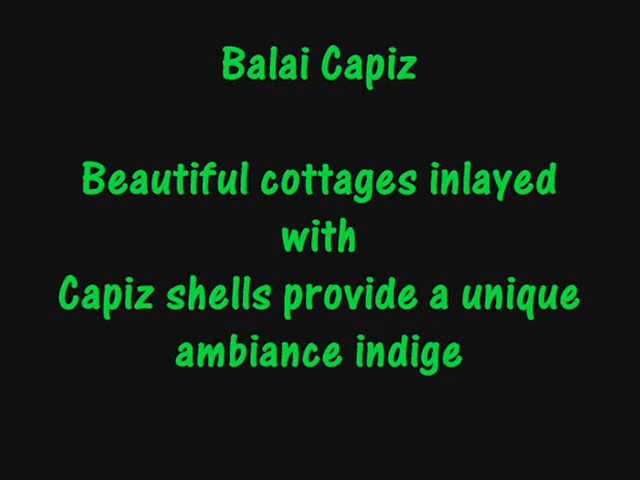 Balai Capiz
Beautiful cottages inlayed
with
Capiz shells provide a unique
ambiance indige